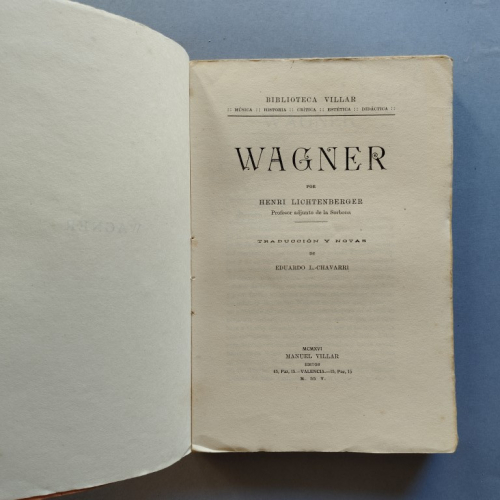 BIBLIOTECA VILLAR
:: MÚSICA :: HISTORIA :: CRÍTICA :: ESTÉTICA :: DIDÁCTICA ::
WAGNER
POR
HENRI LICHTENBERGER
Profesor adjunto de la Sorbona
TRADUCCIÓN Y NOTAS
DE
EDUARDO L.-CHAVARRI
MCMXVI
MANUEL VILLAR
EDITOR
VALENCIA